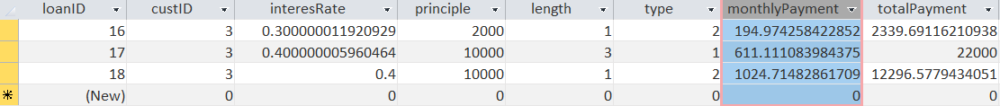 loanID custID interesRate principle length type monthlyPayment totalPayment
16 3 0.300000011920929 2000 1 2 194.974258422852 2339.69116210938
17 3 0.400000005960464 10000 3 1 611.111083984375 22000
18 3 0.4 10000 1 2 1024.71482861709 12296.5779434051
(New) 0 0 0 0 0 0 0